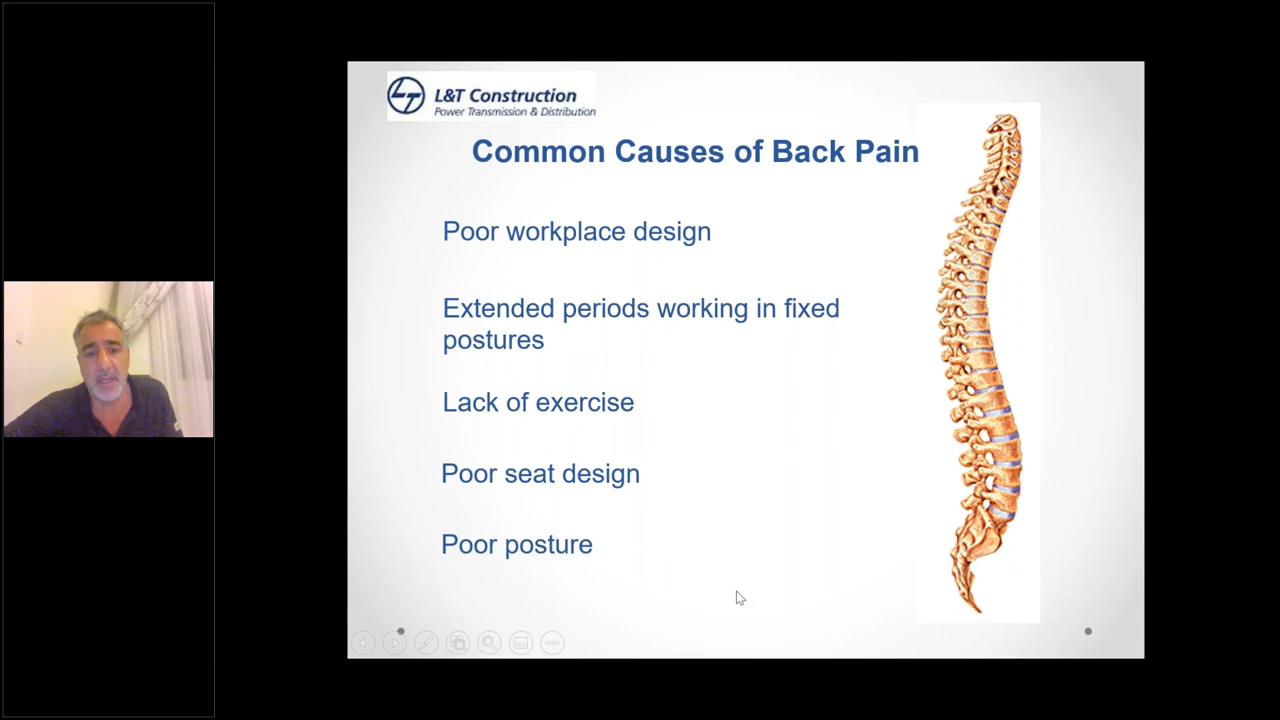 LT
L&T Construction
Power Transmission & Distribution
Common Causes of Back Pain
Poor workplace design
Extended periods working in fixed
postures
Lack of exercise
Poor seat design
Poor posture